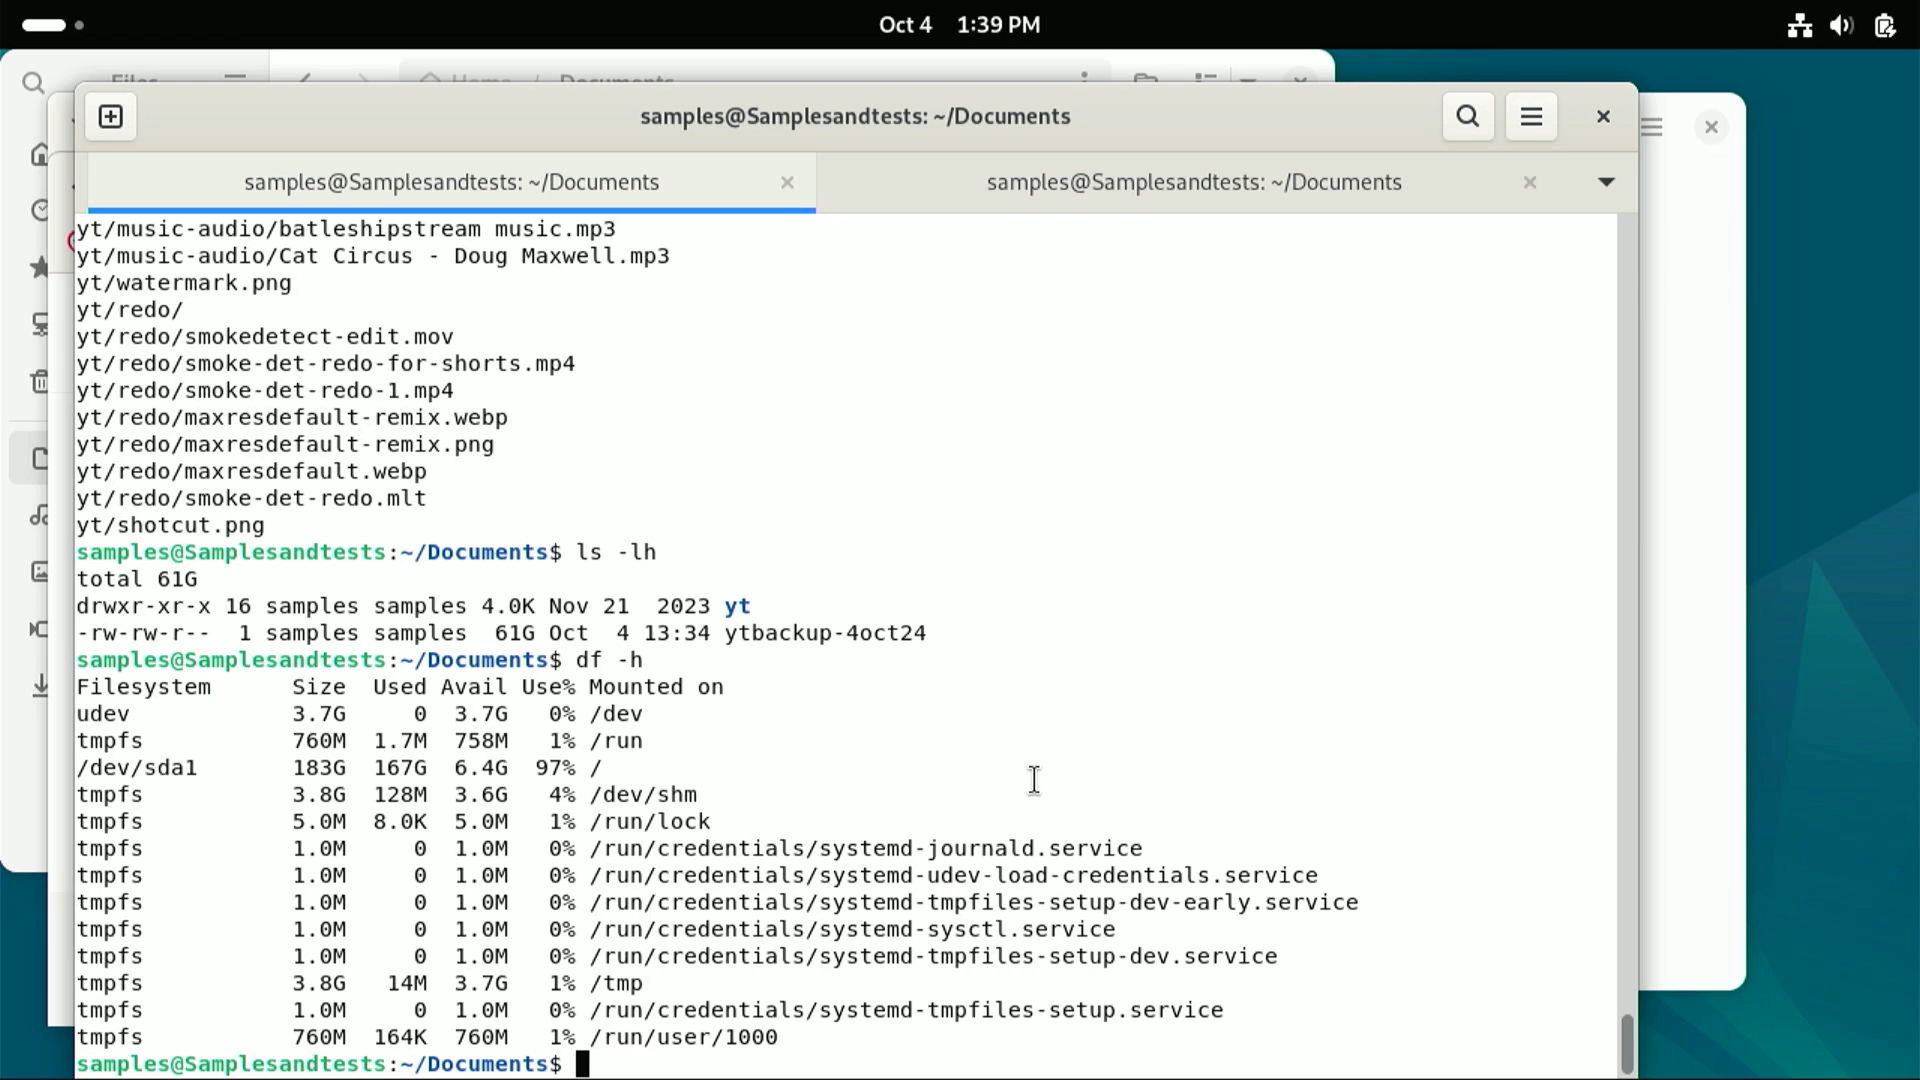 Oct 4 1:39 PM
Files
Home / Documents
samples@Samplesandtests: ~/Documents
samples@Samplesandtests: ~/Documents
samples@Samplesandtests: ~/Documents
yt/music-audio/batleshipstream music.mp3
yt/music-audio/Cat Circus - Doug Maxwell.mp3
yt/watermark.png
yt/redo/
yt/redo/smokedetect-edit.mov
yt/redo/smoke-det-redo-for-shorts.mp4
yt/redo/smoke-det-redo-1.mp4
yt/redo/maxresdefault-remix.webp
yt/redo/maxresdefault-remix.png
yt/redo/maxresdefault.webp
yt/redo/smoke-det-redo.mlt
yt/shotcut.png
samples@Samplesandtests:~/Documents$ ls -lh
total 61G
drwxr-xr-x 16 samples samples 4.0K Nov 21  2023 yt
-rw-rw-r--  1 samples samples  61G Oct  4 13:34 ytbackup-4oct24
samples@Samplesandtests:~/Documents$ df -h
Filesystem      Size  Used Avail Use% Mounted on
udev            3.7G     0  3.7G   0% /dev
tmpfs           760M  1.7M  758M   1% /run
/dev/sda1       183G  167G  6.4G  97% /
tmpfs           3.8G  128M  3.6G   4% /dev/shm
tmpfs           5.0M  8.0K  5.0M   1% /run/lock
tmpfs           1.0M     0  1.0M   0% /run/credentials/systemd-journald.service
tmpfs           1.0M     0  1.0M   0% /run/credentials/systemd-udev-load-credentials.service
tmpfs           1.0M     0  1.0M   0% /run/credentials/systemd-tmpfiles-setup-dev-early.service
tmpfs           1.0M     0  1.0M   0% /run/credentials/systemd-sysctl.service
tmpfs           1.0M     0  1.0M   0% /run/credentials/systemd-tmpfiles-setup-dev.service
tmpfs           3.8G   14M  3.7G   1% /tmp
tmpfs           1.0M     0  1.0M   0% /run/credentials/systemd-tmpfiles-setup.service
tmpfs           760M  164K  760M   1% /run/user/1000
samples@Samplesandtests:~/Documents$